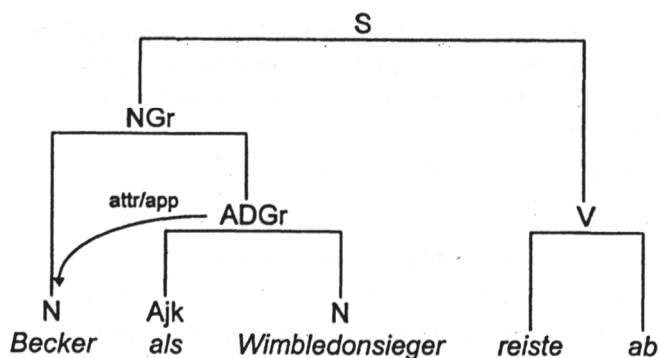 S
NGr
attr/app
ADGr
V
N Ajk N
Becker als Wimbledonsieger reiste ab